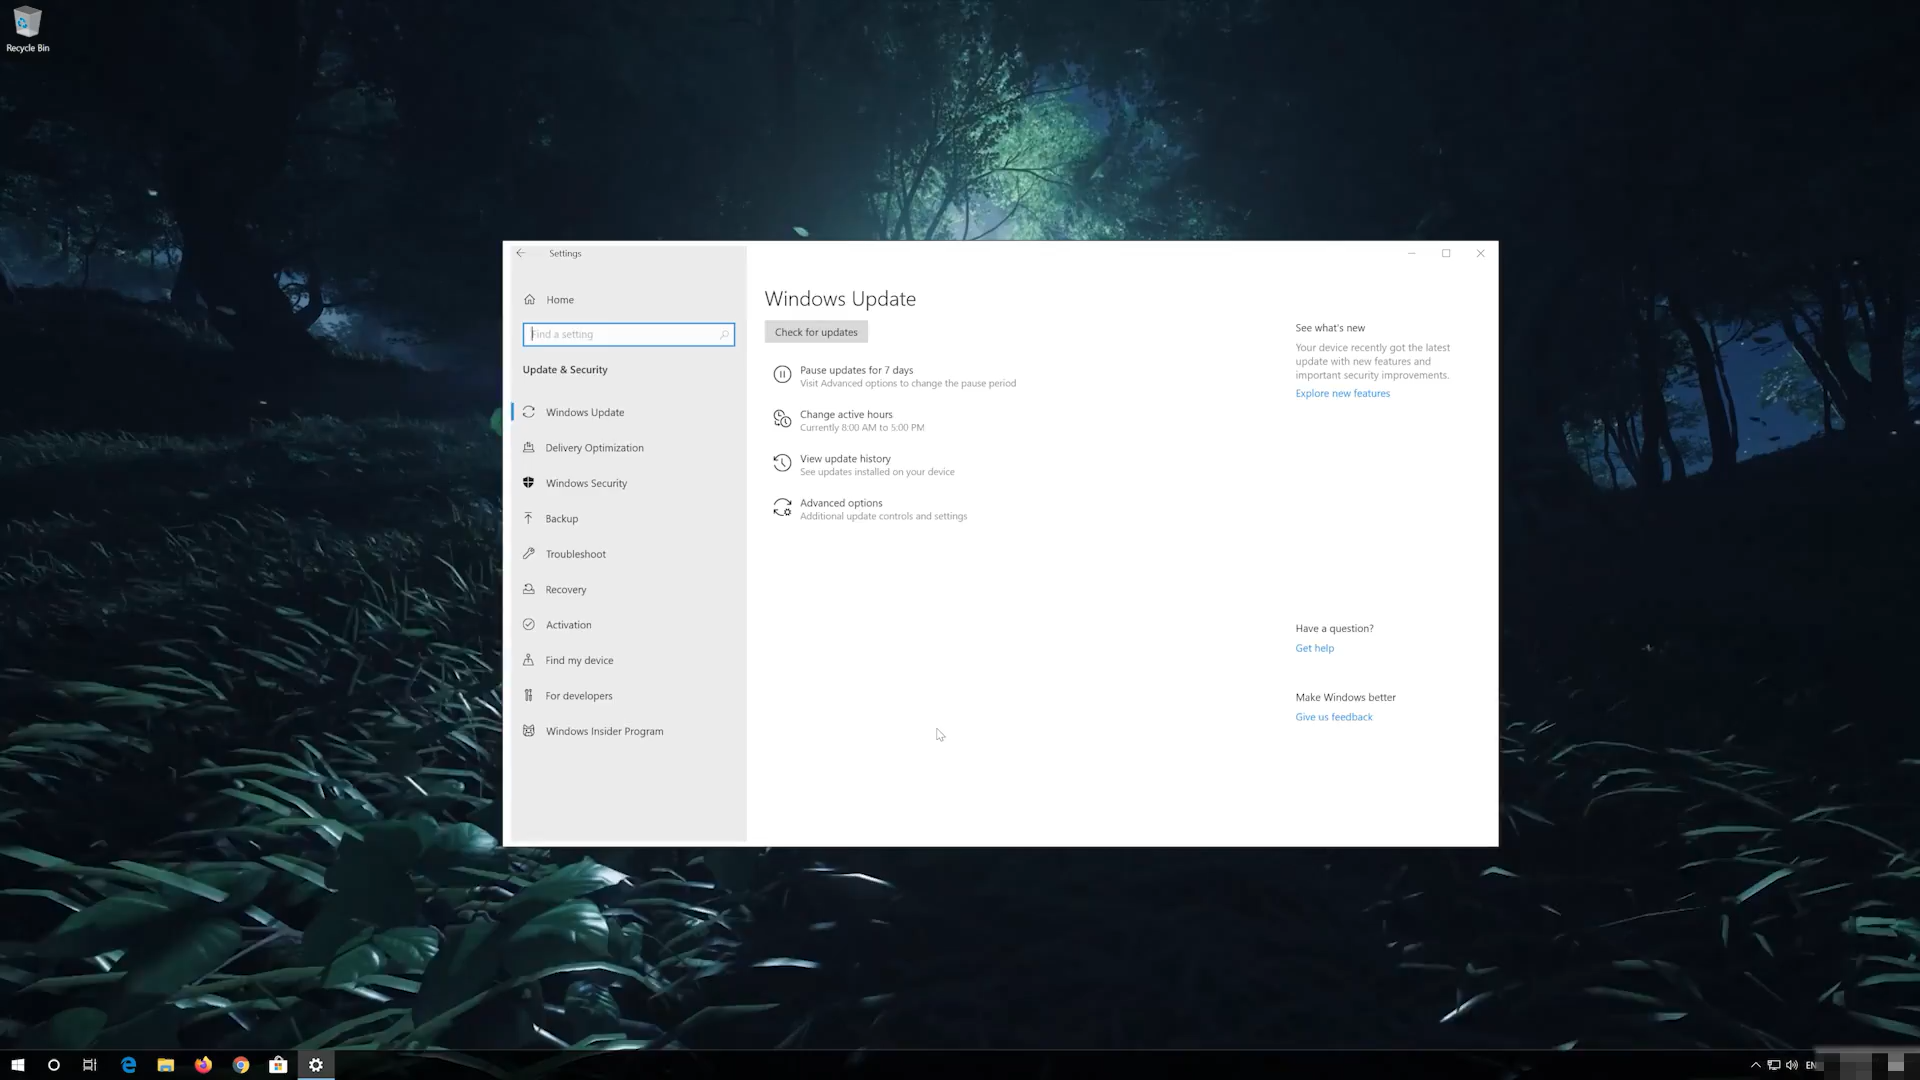 Recycle Bin
Settings
Home
Find a setting
Update & Security
Windows Update
Delivery Optimization
Windows Security
Backup
Troubleshoot
Recovery
Activation
Find my device
For developers
Windows Insider Program
Windows Update
Check for updates
Pause updates for 7 days
Visit Advanced options to change the pause period
Change active hours
Currently 8:00 AM to 5:00 PM
View update history
See updates installed on your device
Advanced options
Additional update controls and settings
See what's new
Your device recently got the latest
update with new features and
important security improvements.
Explore new features
Have a question?
Get help
Make Windows better
Give us feedback